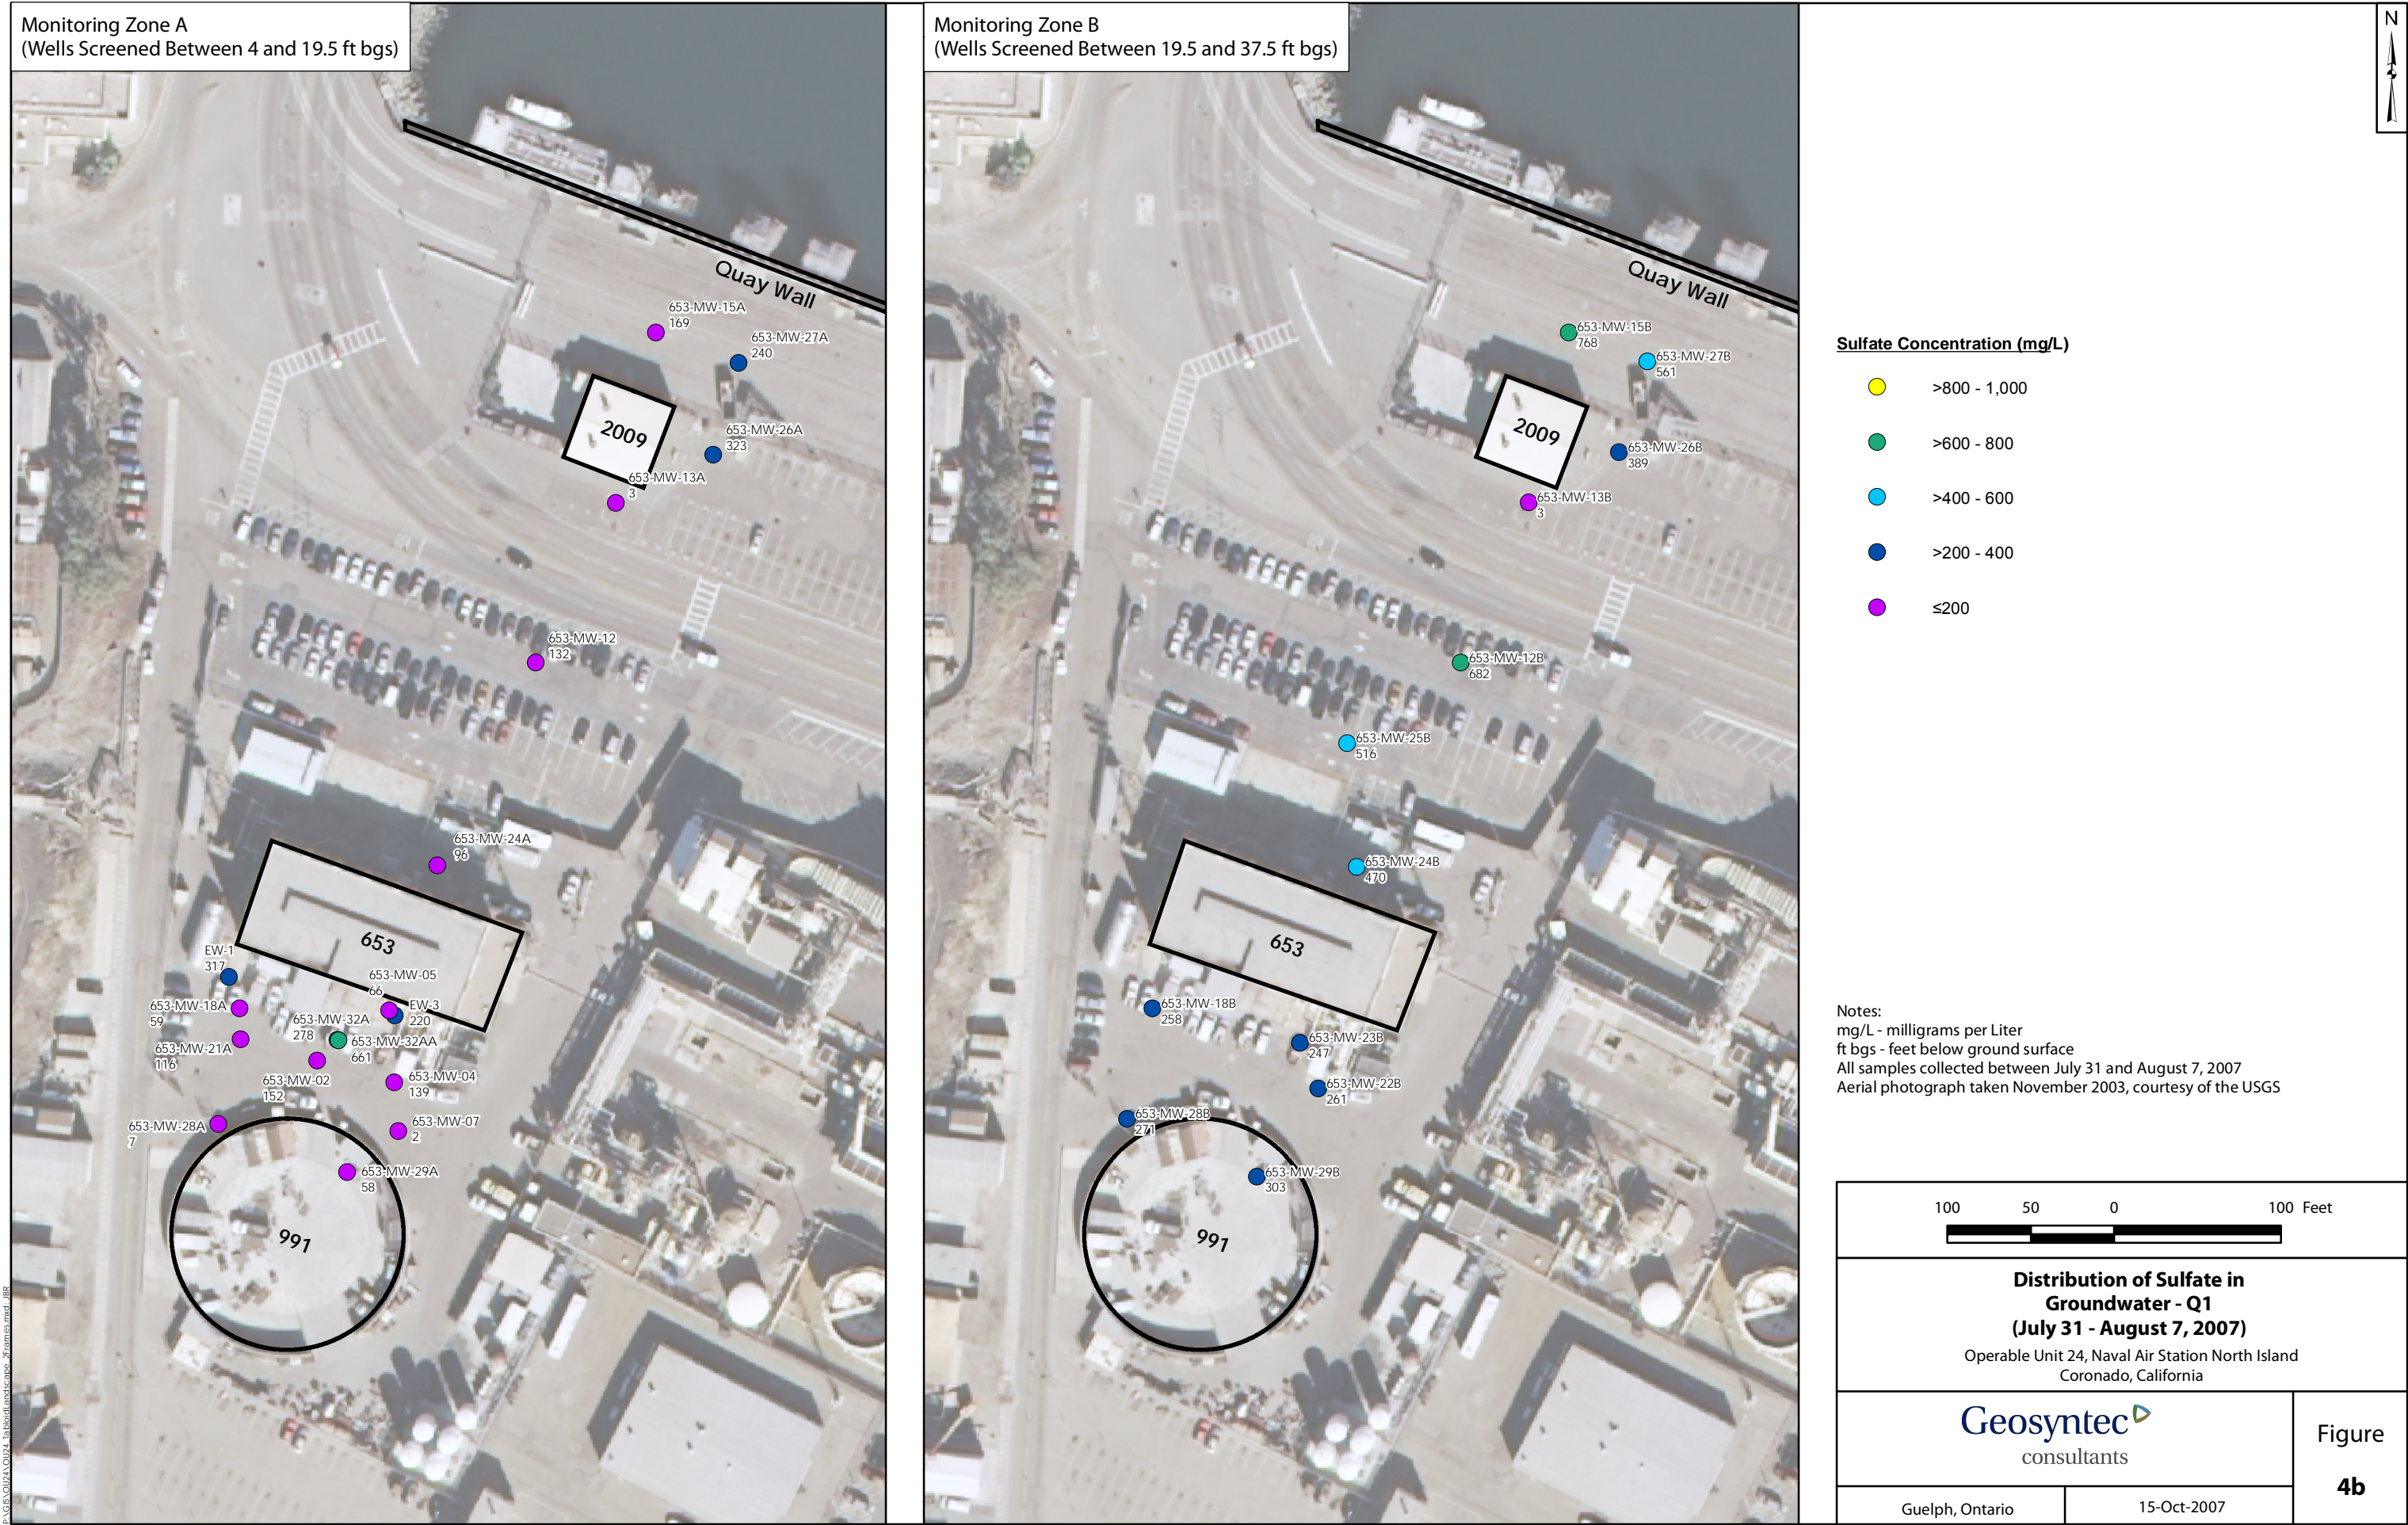 Monitoring Zone A
(Wells Screened Between 4 and 19.5 ft bgs)
Quay Wall
653-MW-15A
169
653-MW-27A
240
2009
653-MW-26A
323
653-MW-13A
3
653-MW-12
132
653-MW-24A
96
653
EW-1
317
653-MW-05
66
653-MW-18A
59
EW-3
220
653-MW-32A
278
653-MW-32AA
661
653-MW-21A
116
653-MW-02
152
653-MW-04
139
653-MW-28A
7
653-MW-07
2
653-MW-29A
58
991
P:\GIS\OU24\OU24_TabloidLandscape_2Frames.mxd: JBR
Monitoring Zone B
(Wells Screened Between 19.5 and 37.5 ft bgs)
Quay Wall
653-MW-15B
768
653-MW-27B
561
2009
653-MW-26B
389
653-MW-13B
3
653-MW-12B
682
653-MW-25B
516
653-MW-24B
470
653
653-MW-18B
258
653-MW-23B
247
653-MW-22B
261
653-MW-28B
271
653-MW-29B
303
991
N
Sulfate Concentration (mg/L)
>800 - 1,000
>600 - 800
>400 - 600
>200 - 400
≤200
Notes:
mg/L - milligrams per Liter
ft bgs - feet below ground surface
All samples collected between July 31 and August 7, 2007
Aerial photograph taken November 2003, courtesy of the USGS
100 50 0 100 Feet
Distribution of Sulfate in
Groundwater - Q1
(July 31 - August 7, 2007)
Operable Unit 24, Naval Air Station North Island
Coronado, California
Geosyntec
consultants
Figure
4b
Guelph, Ontario
15-Oct-2007